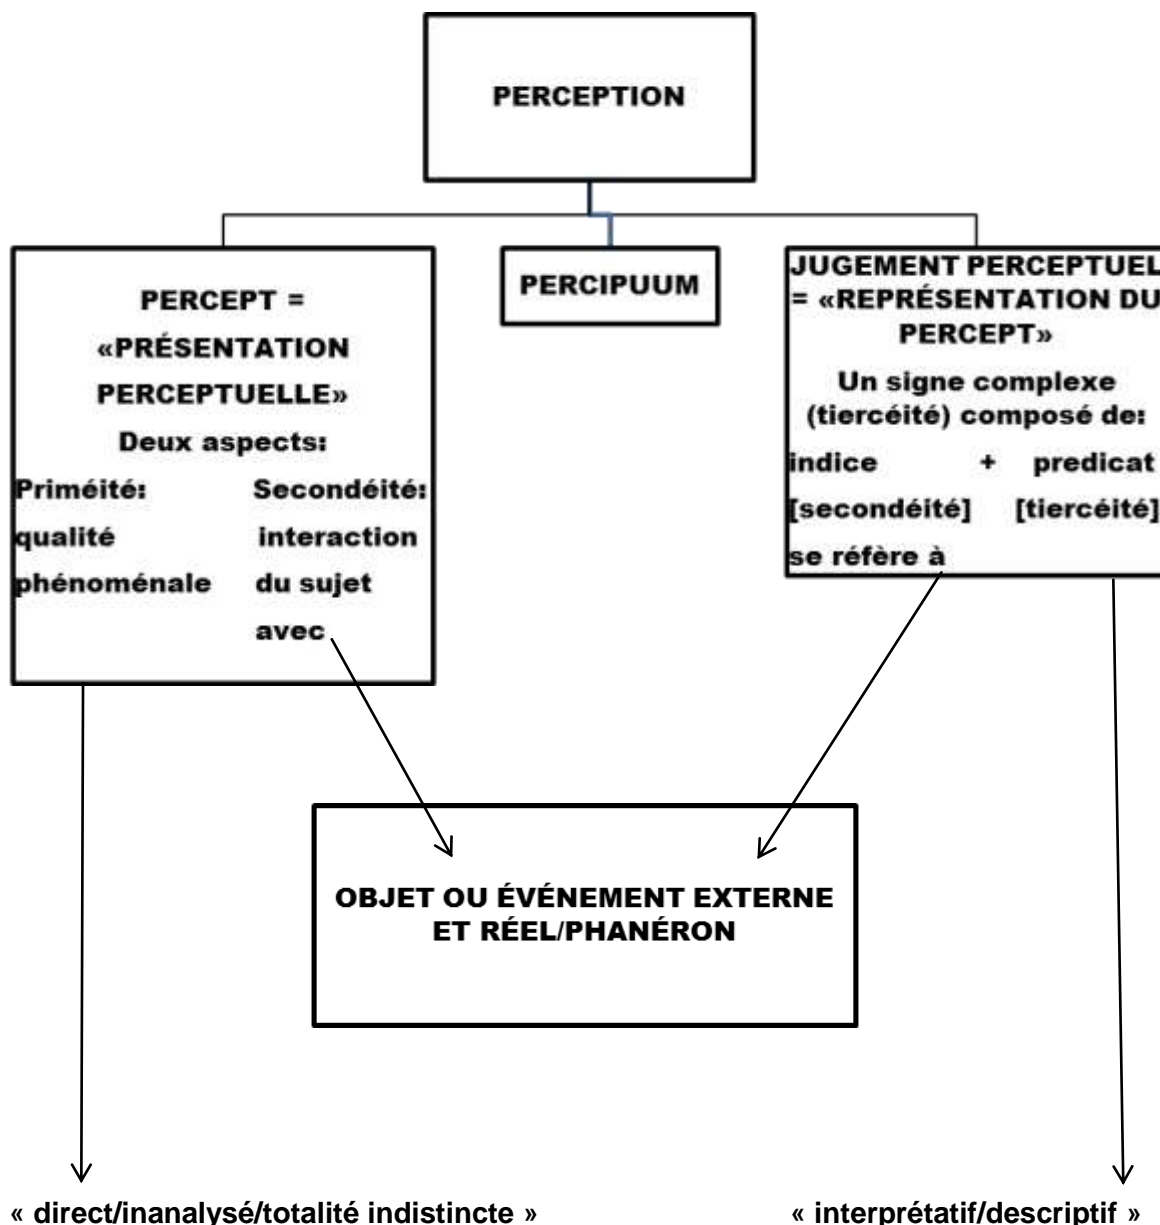 PERCEPTION
PERCEPT =
«PRÉSENTATION
PERCEPTUELLE»
Deux aspects:
Priméité: Secondéité:
qualité interaction
phénoménale du sujet
avec
PERCIPUUM
JUGEMENT PERCEPTUEL
= «REPRÉSENTATION DU
PERCEPT»
Un signe complexe
(tiercéité) composé de:
indice + predicat
[secondéité] [tiercéité]
se réfère à
OBJET OU ÉVÉNEMENT EXTERNE
ET RÉEL/PHANÉRON
« direct/inanalysé/totalité indistincte » « interprétatif/descriptif »